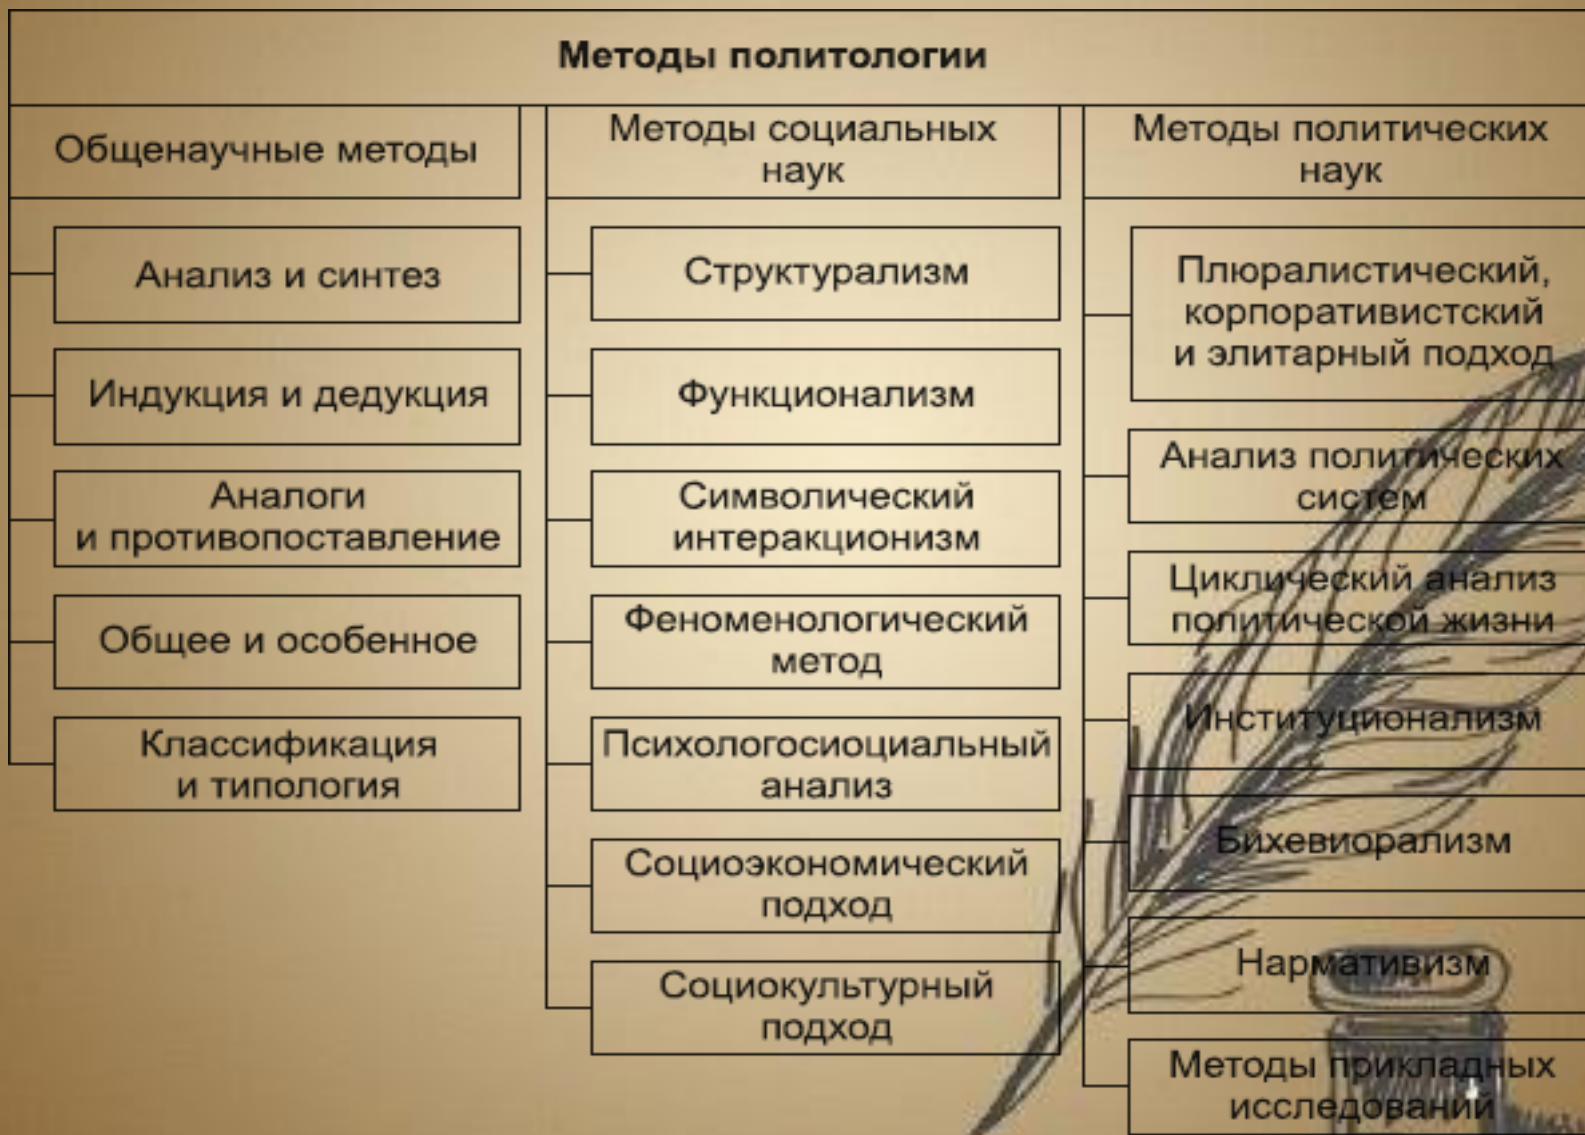 Методы политологии
Общенаучные методы
Анализ и синтез
Индукция и дедукция
Аналоги
и противопоставление
Общее и особенное
Классификация
и типология
Методы социальных
наук
Структурализм
Функционализм
Символический
интеракционизм
Феноменологический
метод
Психологосиоциальный
анализ
Социоэкономический
подход
Социокультурный
подход
Методы политических
наук
Плюралистический,
корпоративистский
и элитарный подход
Анализ политических
систем
Циклический анализ
политической жизни
Институционализм
Бихевиорализм
Нармативизм
Методы прикладных
исследований